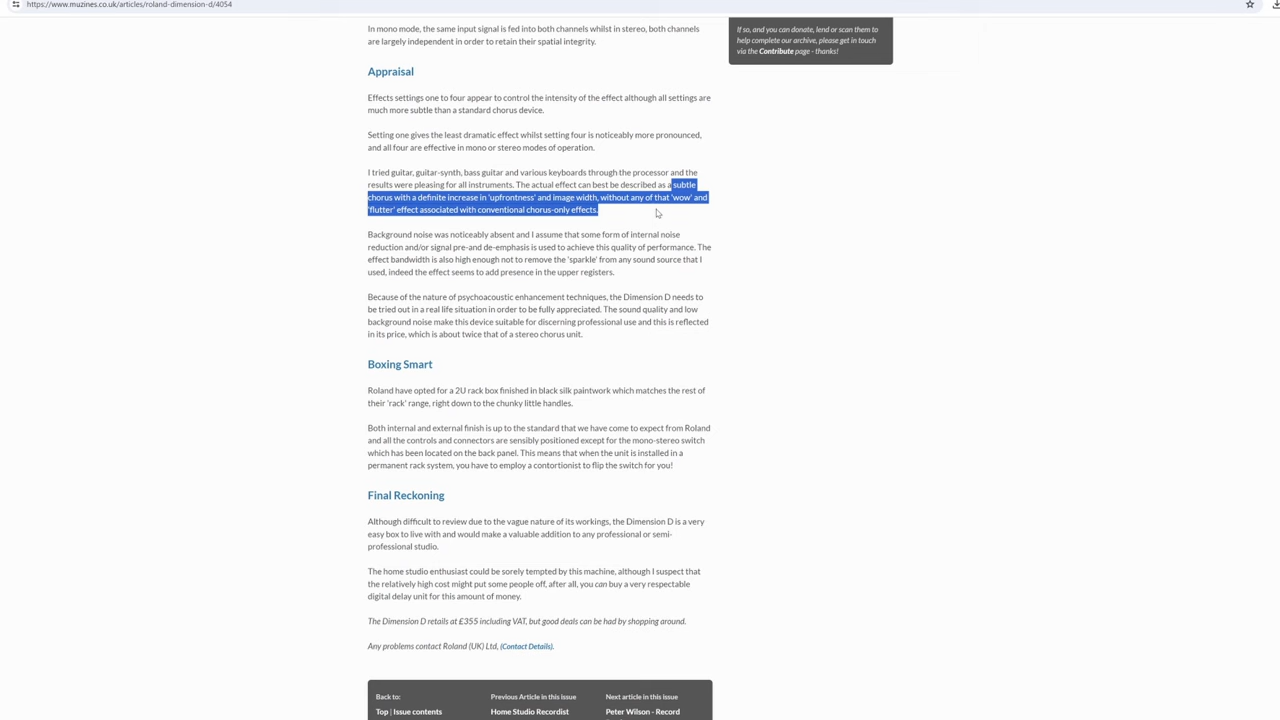 https://www.muzines.co.uk/articles/roland-dimension-d/4054
In mono mode, the same input signal is fed into both channels whilst in stereo, both channels
are largely independent in order to retain their spatial integrity.
If so, and you can donate, lend or scan them to
help complete our archive, please get in touch
via the Contribute page - thanks!
Appraisal
Effects settings one to four appear to control the intensity of the effect although all settings are
much more subtle than a standard chorus device.
Setting one gives the least dramatic effect whilst setting four is noticeably more pronounced,
and all four are effective in mono or stereo modes of operation.
I tried guitar, guitar-synth, bass guitar and various keyboards through the processor and the
results were pleasing for all instruments. The actual effect can best be described as a subtle
chorus with a definite increase in 'upfrontness' and image width, without any of that 'wow' and
'flutter' effect associated with conventional chorus-only effects.
Background noise was noticeably absent and I assume that some form of internal noise
reduction and/or signal pre-and de-emphasis is used to achieve this quality of performance. The
effect bandwidth is also high enough not to remove the 'sparkle' from any sound source that I
used, indeed the effect seems to add presence in the upper registers.
Because of the nature of psychoacoustic enhancement techniques, the Dimension D needs to
be tried out in a real life situation in order to be fully appreciated. The sound quality and low
background noise make this device suitable for discerning professional use and this is reflected
in its price, which is about twice that of a stereo chorus unit.
Boxing Smart
Roland have opted for a 2U rack box finished in black silk paintwork which matches the rest of
their 'rack' range, right down to the chunky little handles.
Both internal and external finish is up to the standard that we have come to expect from Roland
and all the controls and connectors are sensibly positioned except for the mono-stereo switch
which has been located on the back panel. This means that when the unit is installed in a
permanent rack system, you have to employ a contortionist to flip the switch for you!
Final Reckoning
Although difficult to review due to the vague nature of its workings, the Dimension D is a very
easy box to live with and would make a valuable addition to any professional or semi-
professional studio.
The home studio enthusiast could be sorely tempted by this machine, although I suspect that
the relatively high cost might put some people off, after all, you can buy a very respectable
digital delay unit for this amount of money.
The Dimension D retails at £355 including VAT, but good deals can be had by shopping around.
Any problems contact Roland (UK) Ltd, (Contact Details).
Back to:
Top | Issue contents
Previous Article in this issue
Home Studio Recordist
Next article in this issue
Peter Wilson - Record